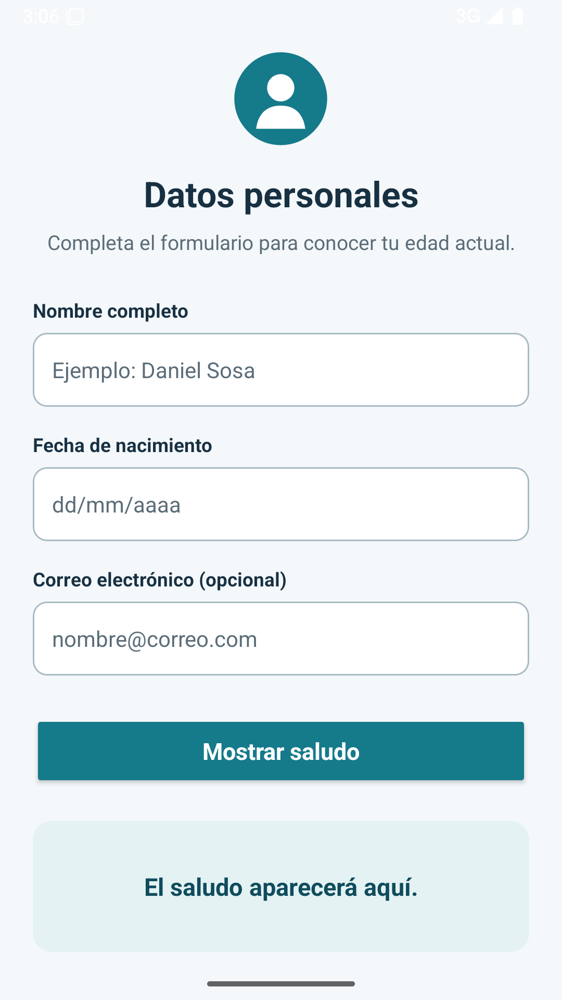 3:06 3G
Datos personales
Completa el formulario para conocer tu edad actual.
Nombre completo
Ejemplo: Daniel Sosa
Fecha de nacimiento
dd/mm/aaaa
Correo electrónico (opcional)
nombre@correo.com
Mostrar saludo
El saludo aparecerá aquí.